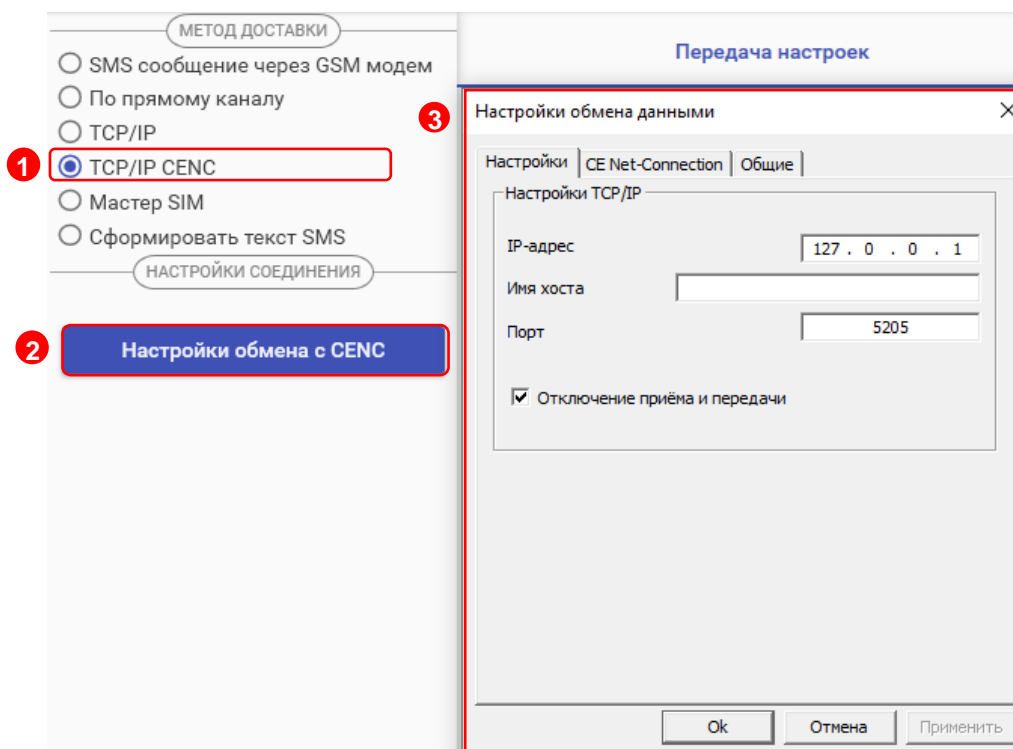 МЕТОД ДОСТАВКИ
SMS сообщение через GSM модем
По прямому каналу
TCP/IP
1
TCP/IP CENC
Мастер SIM
Сформировать текст SMS
НАСТРОЙКИ СОЕДИНЕНИЯ
2
Настройки обмена с CENC
Передача настроек
3
Настройки обмена данными
Настройки CE Net-Connection Общие
Настройки TCP/IP
IP-адрес 127 . 0 . 0 . 1
Имя хоста
Порт 5205
Отключение приёма и передачи
Ok Отмена Применить